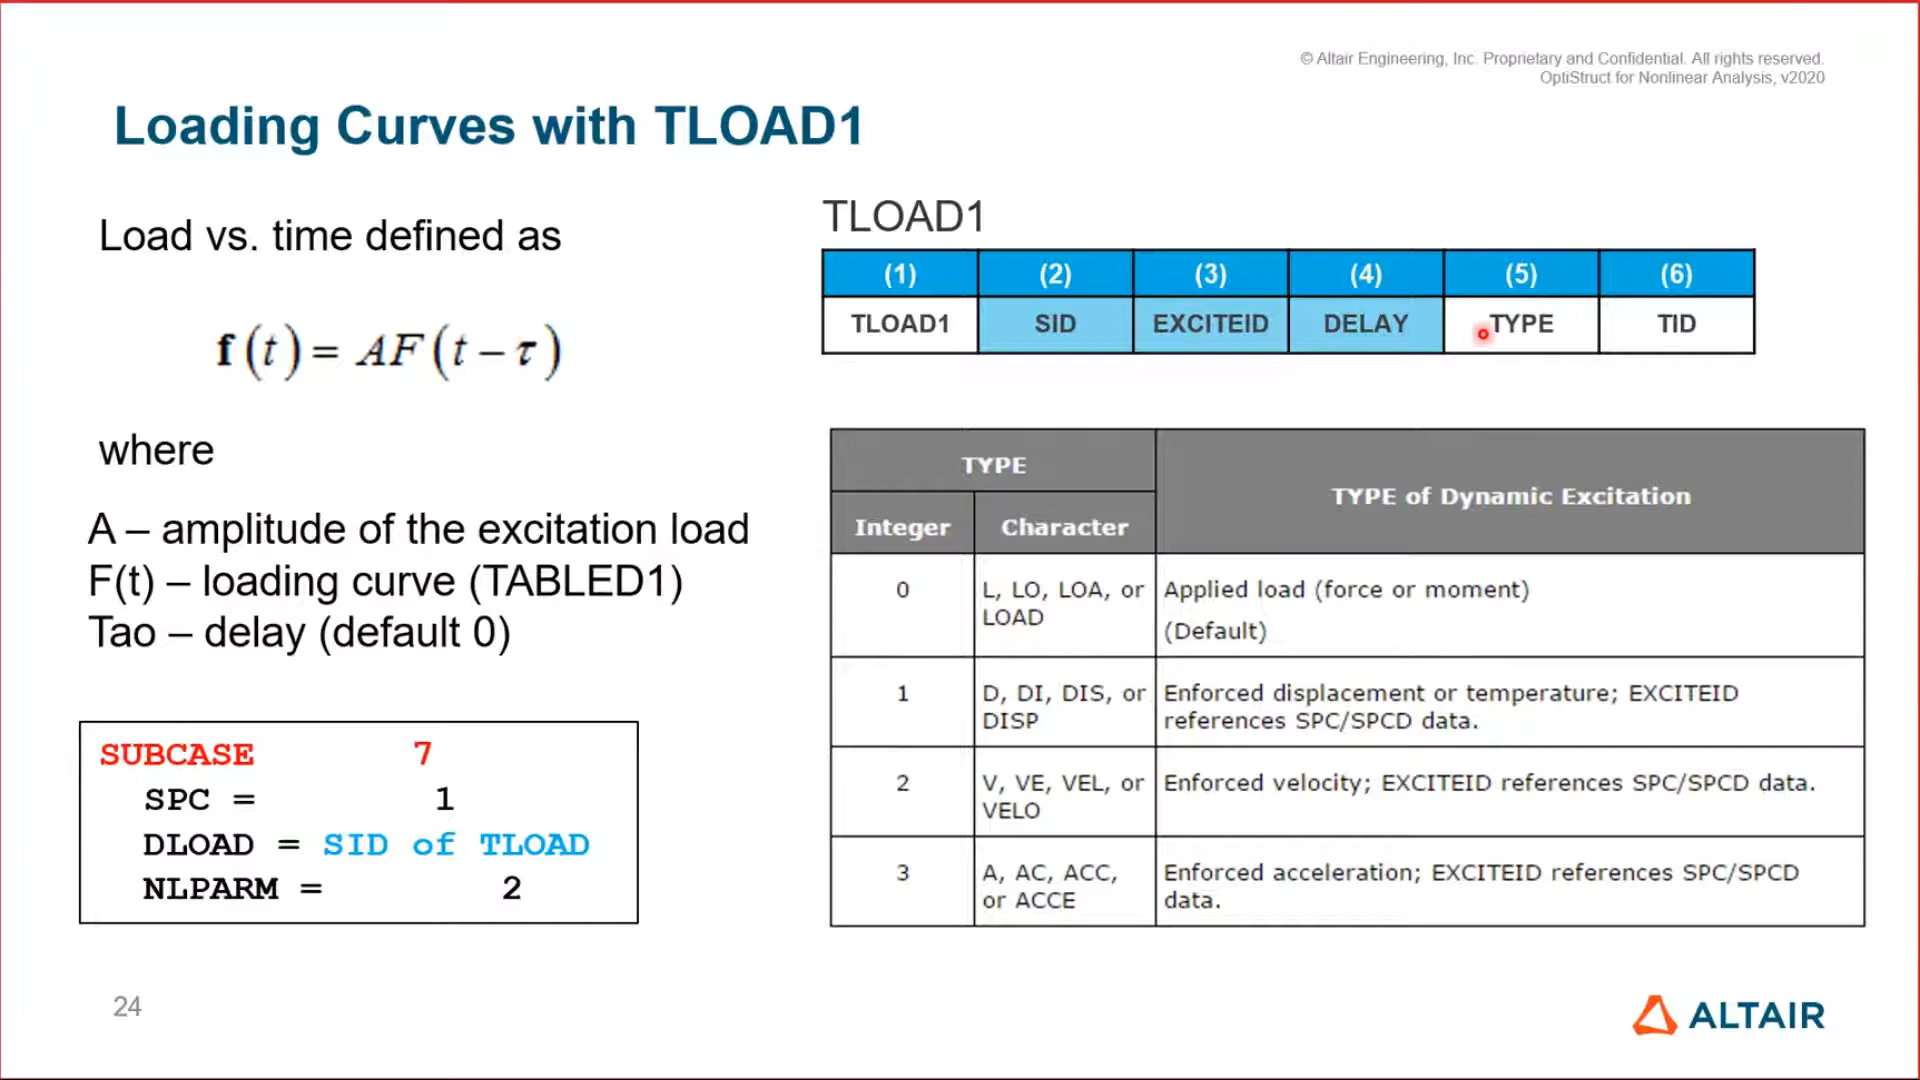 © Altair Engineering, Inc. Proprietary and Confidential. All rights reserved.
OptiStruct for Nonlinear Analysis, v2020
Loading Curves with TLOAD1
Load vs. time defined as
f(t) = AF(t − τ)
where
A – amplitude of the excitation load
F(t) – loading curve (TABLED1)
Tao – delay (default 0)
SUBCASE 7
SPC = 1
DLOAD = SID of TLOAD
NLPARM = 2
TLOAD1
(1) (2) (3) (4) (5) (6)
TLOAD1 SID EXCITEID DELAY TYPE TID
TYPE
TYPE of Dynamic Excitation
Integer Character
0
L, LO, LOA, or
LOAD
Applied load (force or moment)
(Default)
1
D, DI, DIS, or
DISP
Enforced displacement or temperature; EXCITEID
references SPC/SPCD data.
2
V, VE, VEL, or
VELO
Enforced velocity; EXCITEID references SPC/SPCD data.
3
A, AC, ACC,
or ACCE
Enforced acceleration; EXCITEID references SPC/SPCD
data.
24
ALTAIR